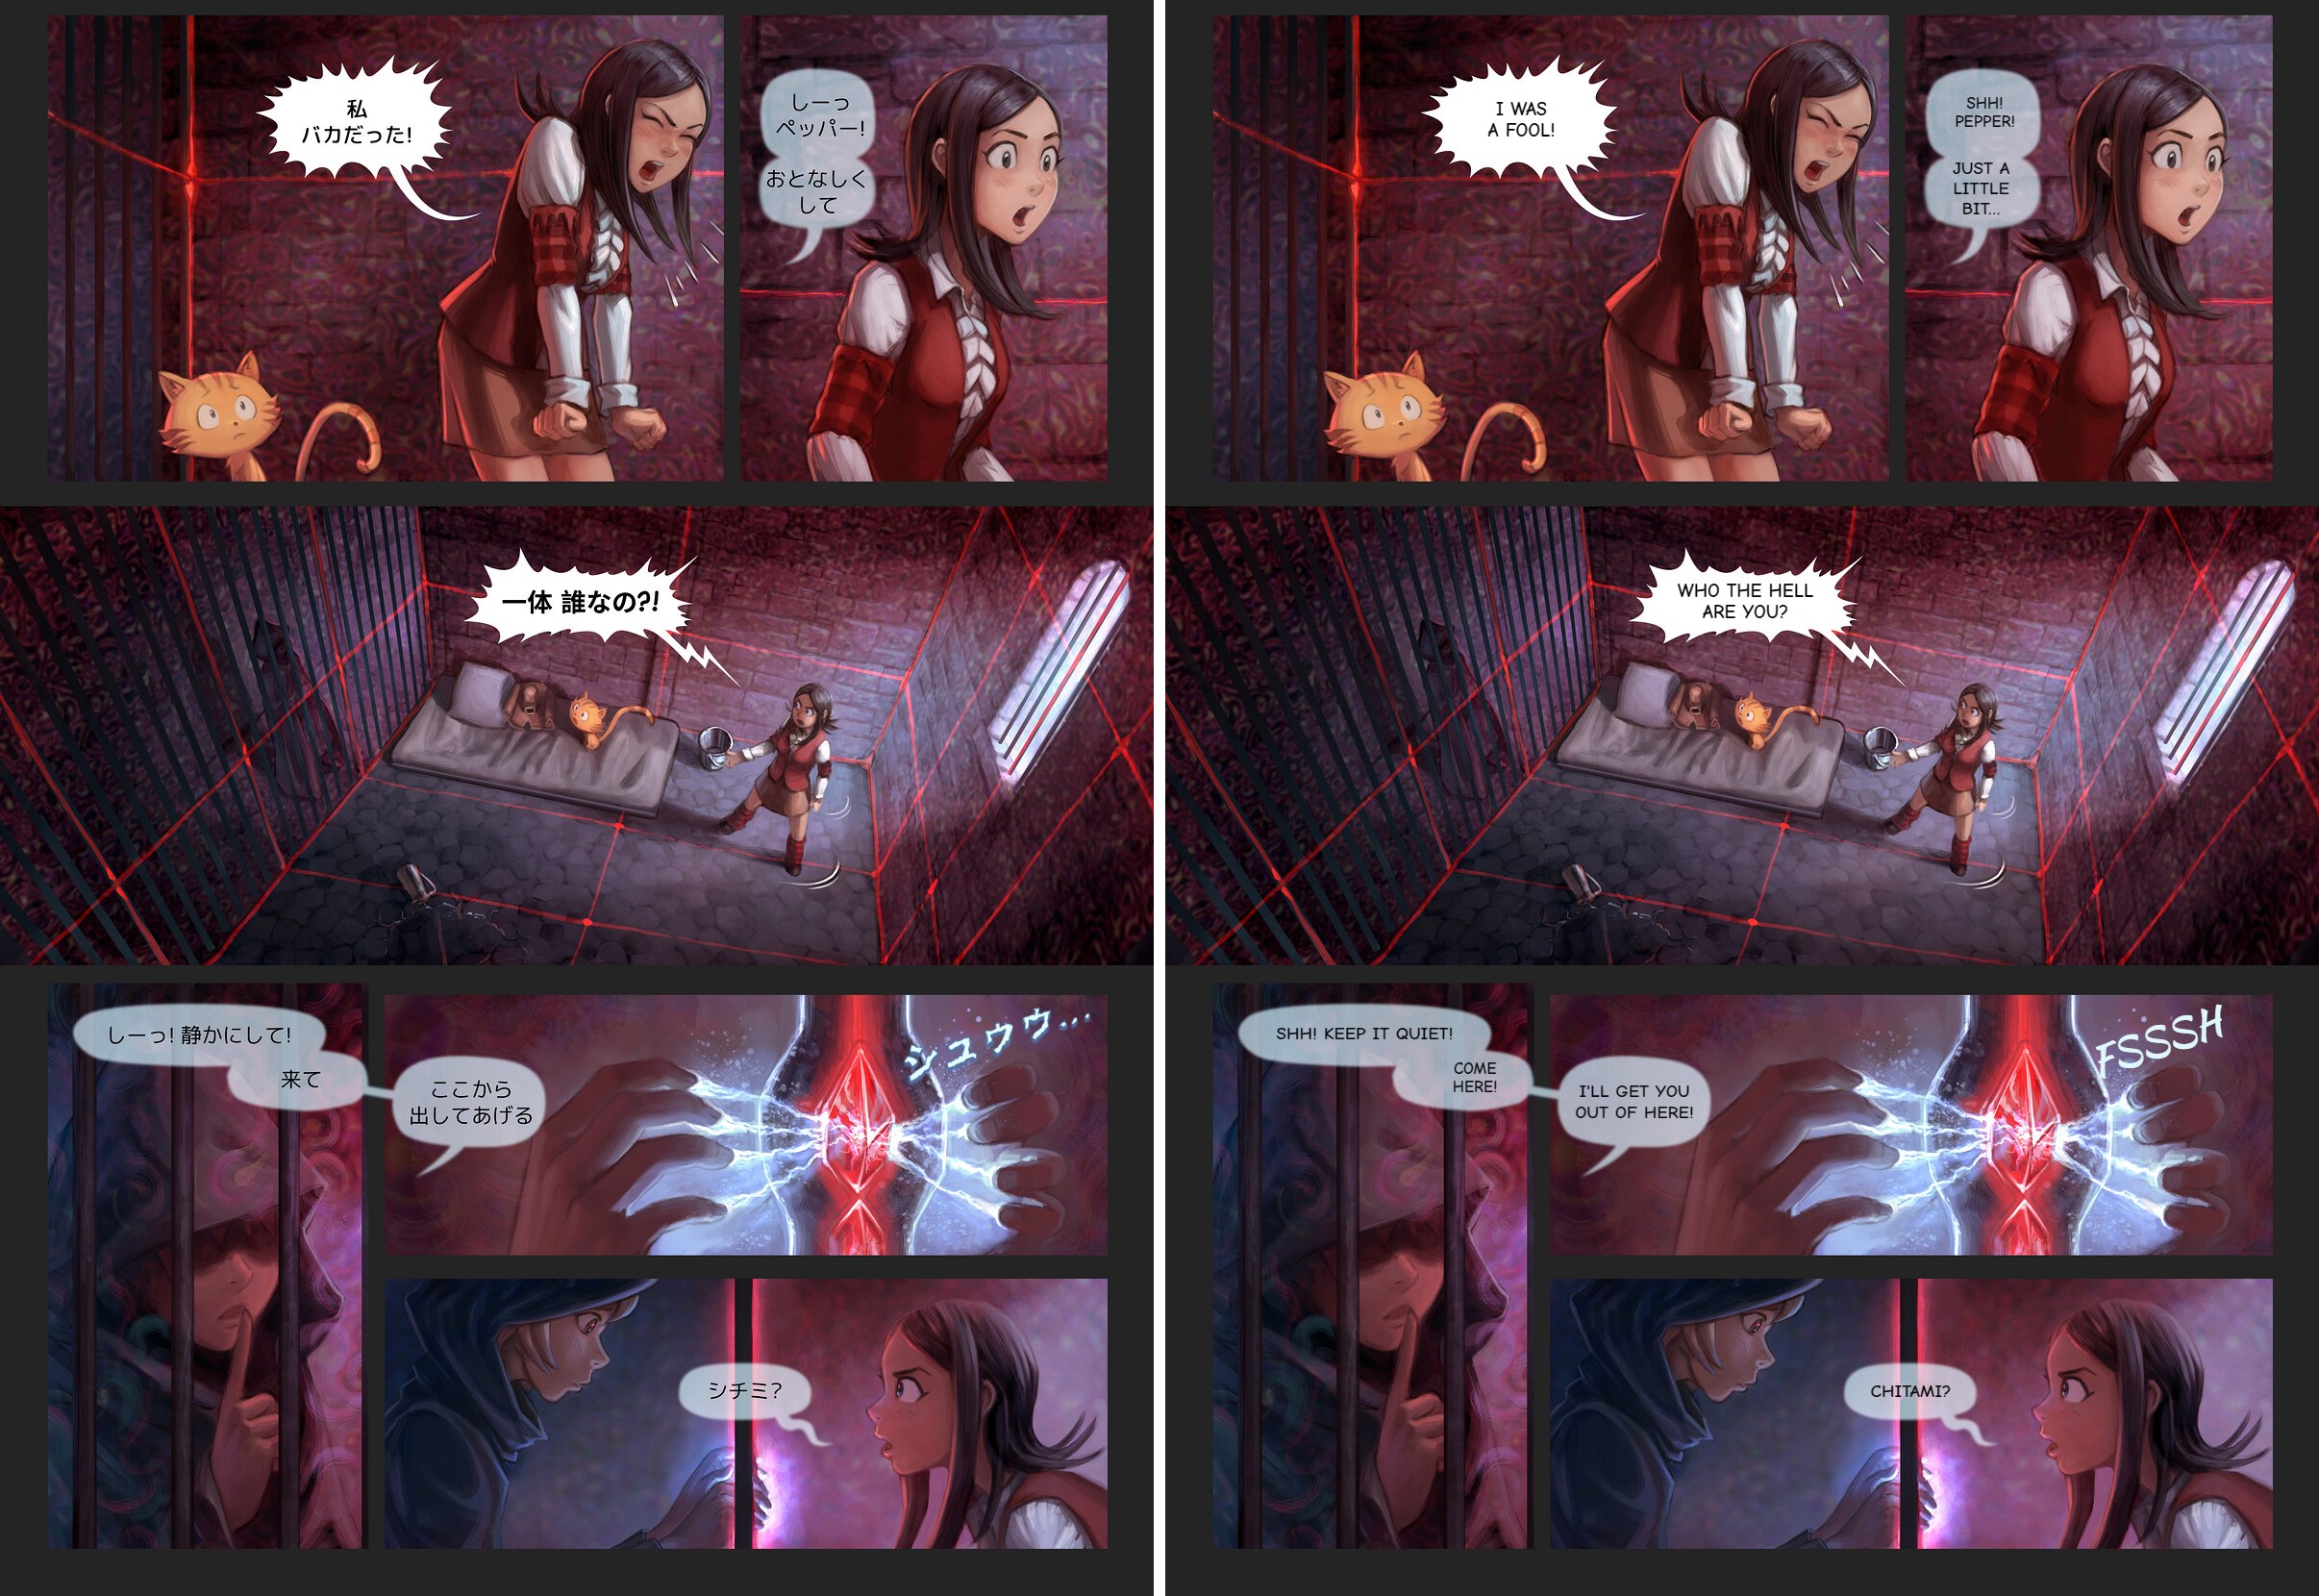 私
バカだった!
しーっ
ペッパー!
おとなしく
して
一体 誰なの?!
しーっ! 静かにして!
来て
ここから
出してあげる
シュウウ...
シチミ?
I WAS
A FOOL!
SHH!
PEPPER!
JUST A
LITTLE
BIT...
WHO THE HELL
ARE YOU?
SHH! KEEP IT QUIET!
COME
HERE!
I'LL GET YOU
OUT OF HERE!
FSSSH
CHITAMI?